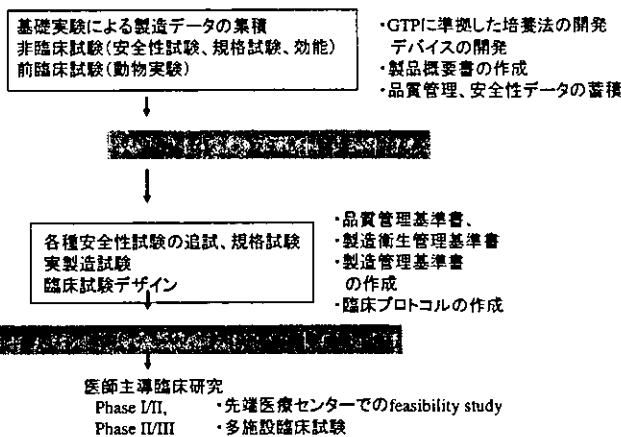 基礎実験による製造データの集積
非臨床試験(安全性試験、規格試験、効能)
前臨床試験(動物実験)
・GTPに準拠した培養法の開発
デバイスの開発
・製品概要書の作成
・品質管理、安全性データの蓄積
各種安全性試験の追試、規格試験
実製造試験
臨床試験デザイン
・品質管理基準書、
・製造衛生管理基準書
・製造管理基準書
の作成
・臨床プロトコルの作成
医師主導臨床研究
Phase I/II, ・先端医療センターでのfeasibility study
Phase II/III ・多施設臨床試験